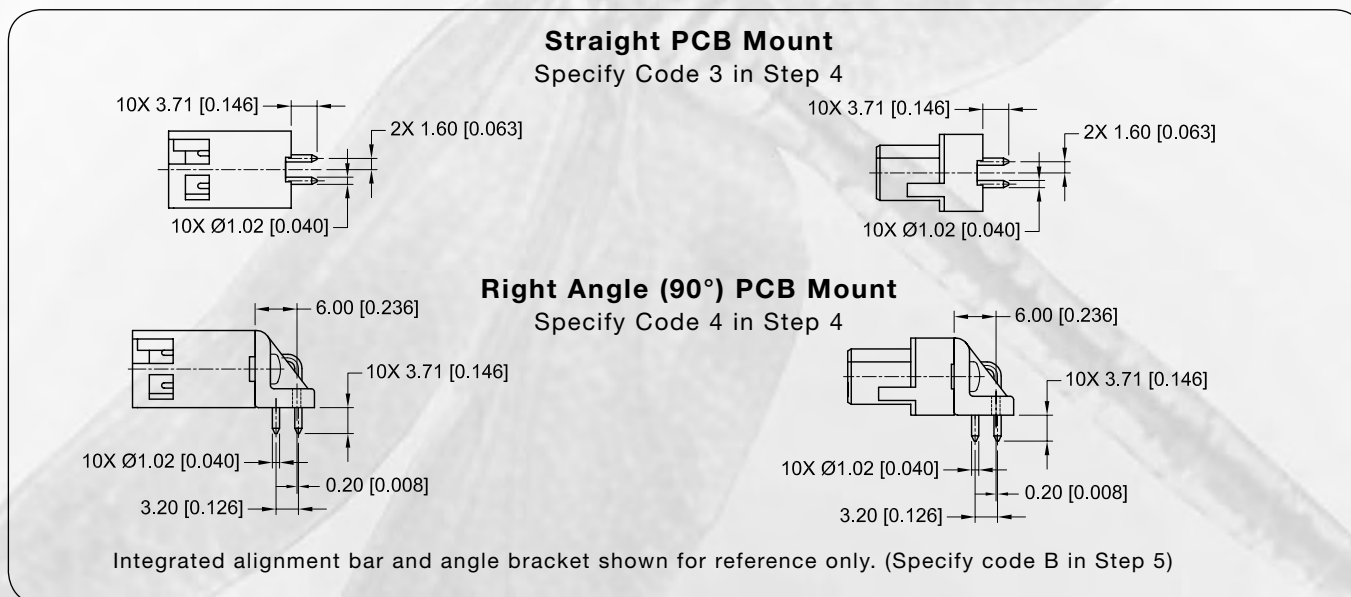 Straight PCB Mount
Specify Code 3 in Step 4
10X 3.71 [0.146]
2X 1.60 [0.063]
10X Ø1.02 [0.040]
10X 3.71 [0.146]
2X 1.60 [0.063]
10X Ø1.02 [0.040]
Right Angle (90°) PCB Mount
Specify Code 4 in Step 4
6.00 [0.236]
10X 3.71 [0.146]
10X Ø1.02 [0.040]
0.20 [0.008]
3.20 [0.126]
6.00 [0.236]
10X 3.71 [0.146]
10X Ø1.02 [0.040]
0.20 [0.008]
3.20 [0.126]
Integrated alignment bar and angle bracket shown for reference only. (Specify code B in Step 5)